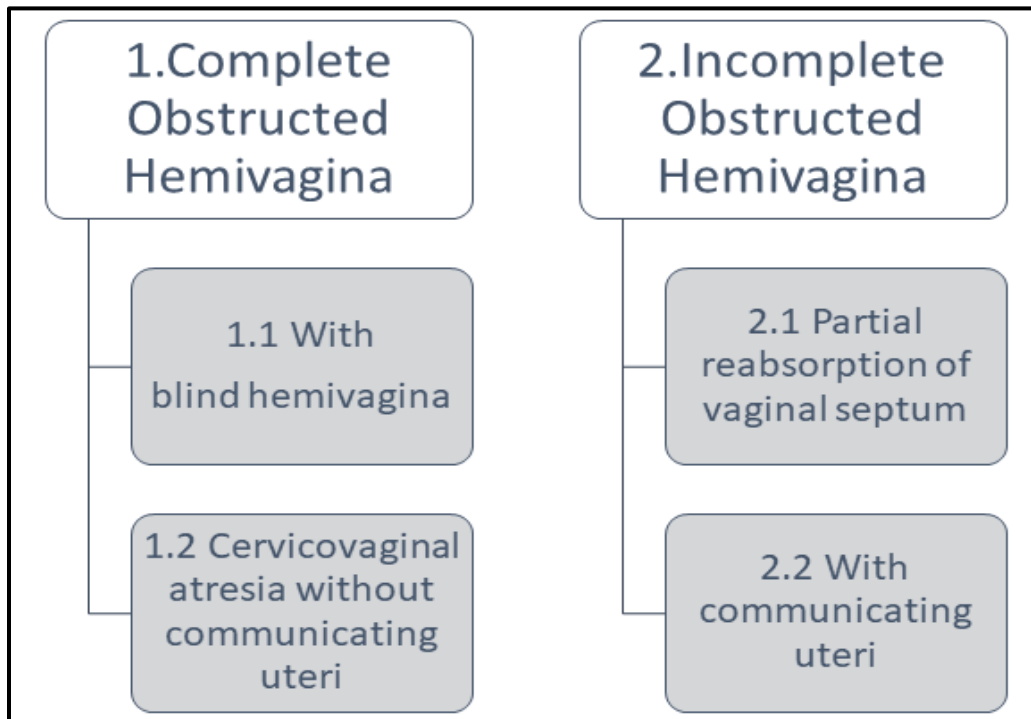 1.Complete
Obstructed
Hemivagina
1.1 With
blind hemivagina
1.2 Cervicovaginal
atresia without
communicating
uteri
2.Incomplete
Obstructed
Hemivagina
2.1 Partial
reabsorption of
vaginal septum
2.2 With
communicating
uteri